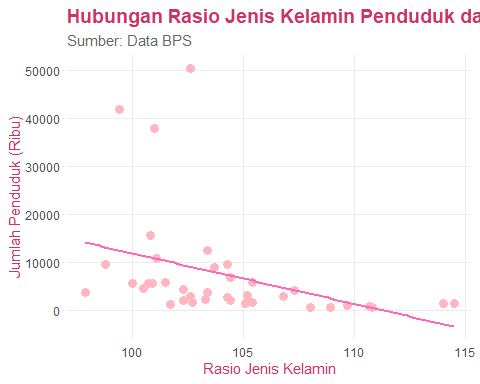 Hubungan Rasio Jenis Kelamin Penduduk da
Sumber: Data BPS
Jumlah Penduduk (Ribu)
50000
40000
30000
20000
10000
0
100
105
110
115
Rasio Jenis Kelamin